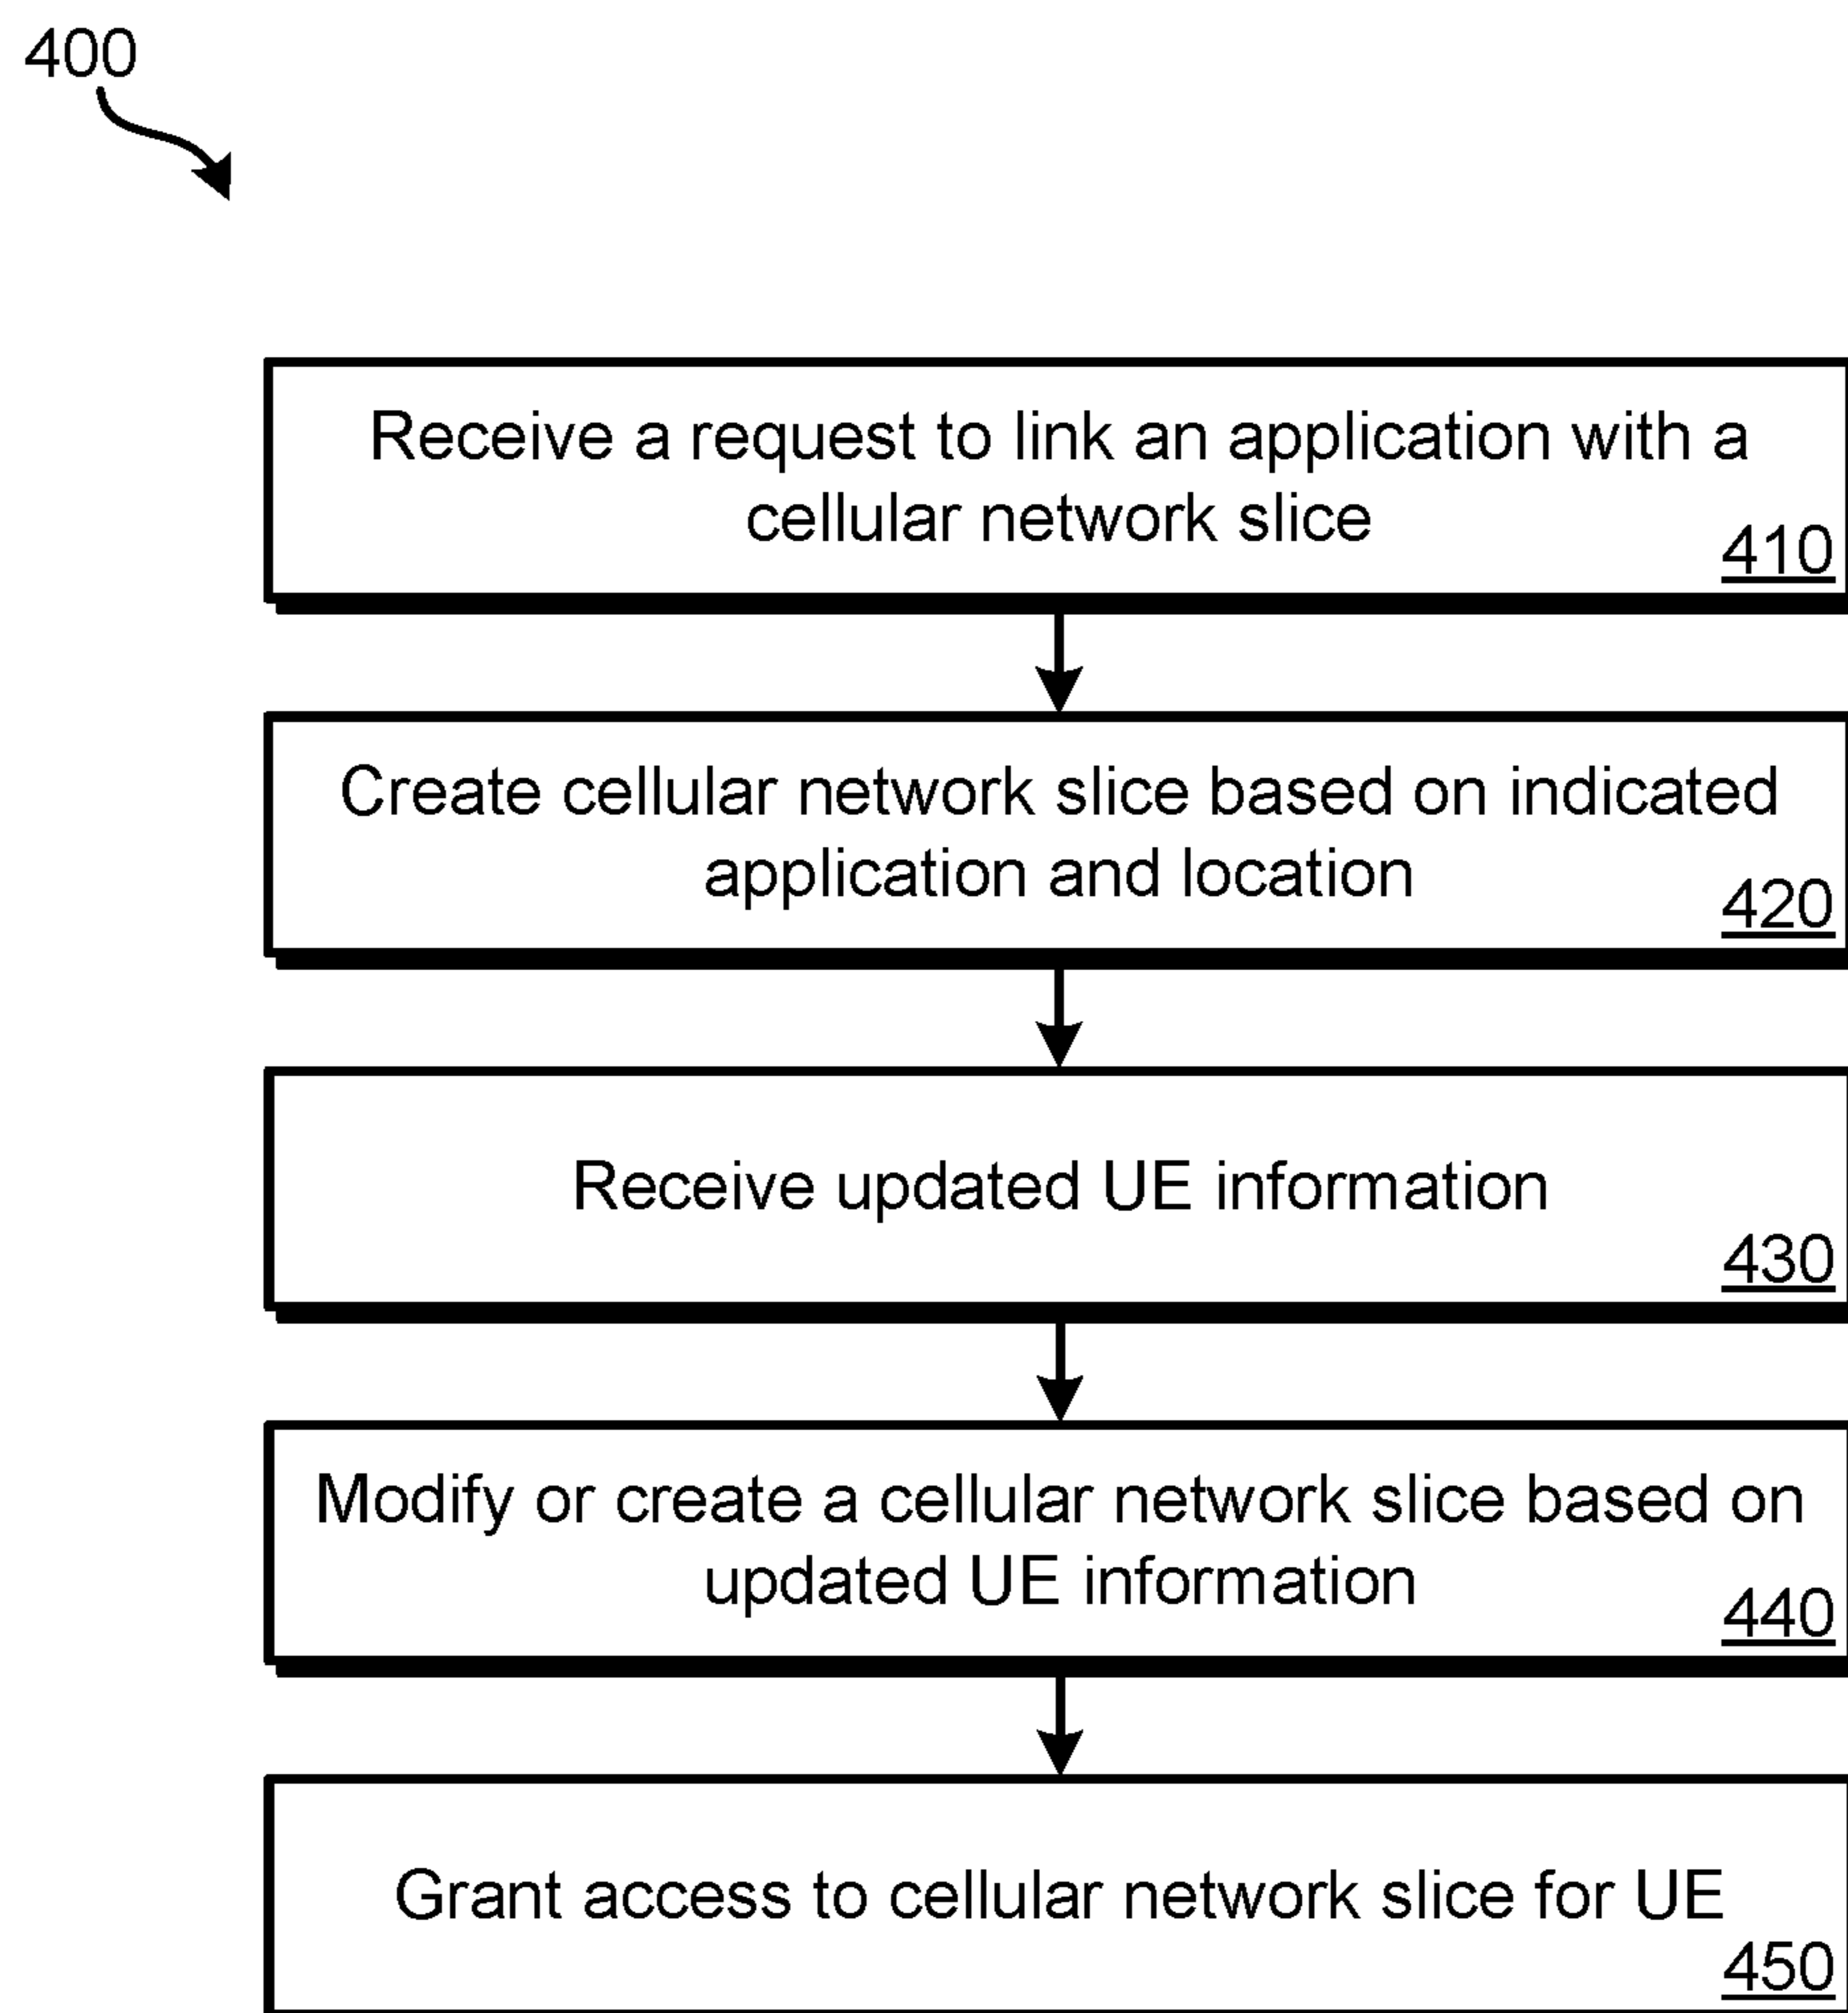 400
Receive a request to link an application with a
cellular network slice
410
Create cellular network slice based on indicated
application and location
420
Receive updated UE information
430
Modify or create a cellular network slice based on
updated UE information
440
Grant access to cellular network slice for UE
450